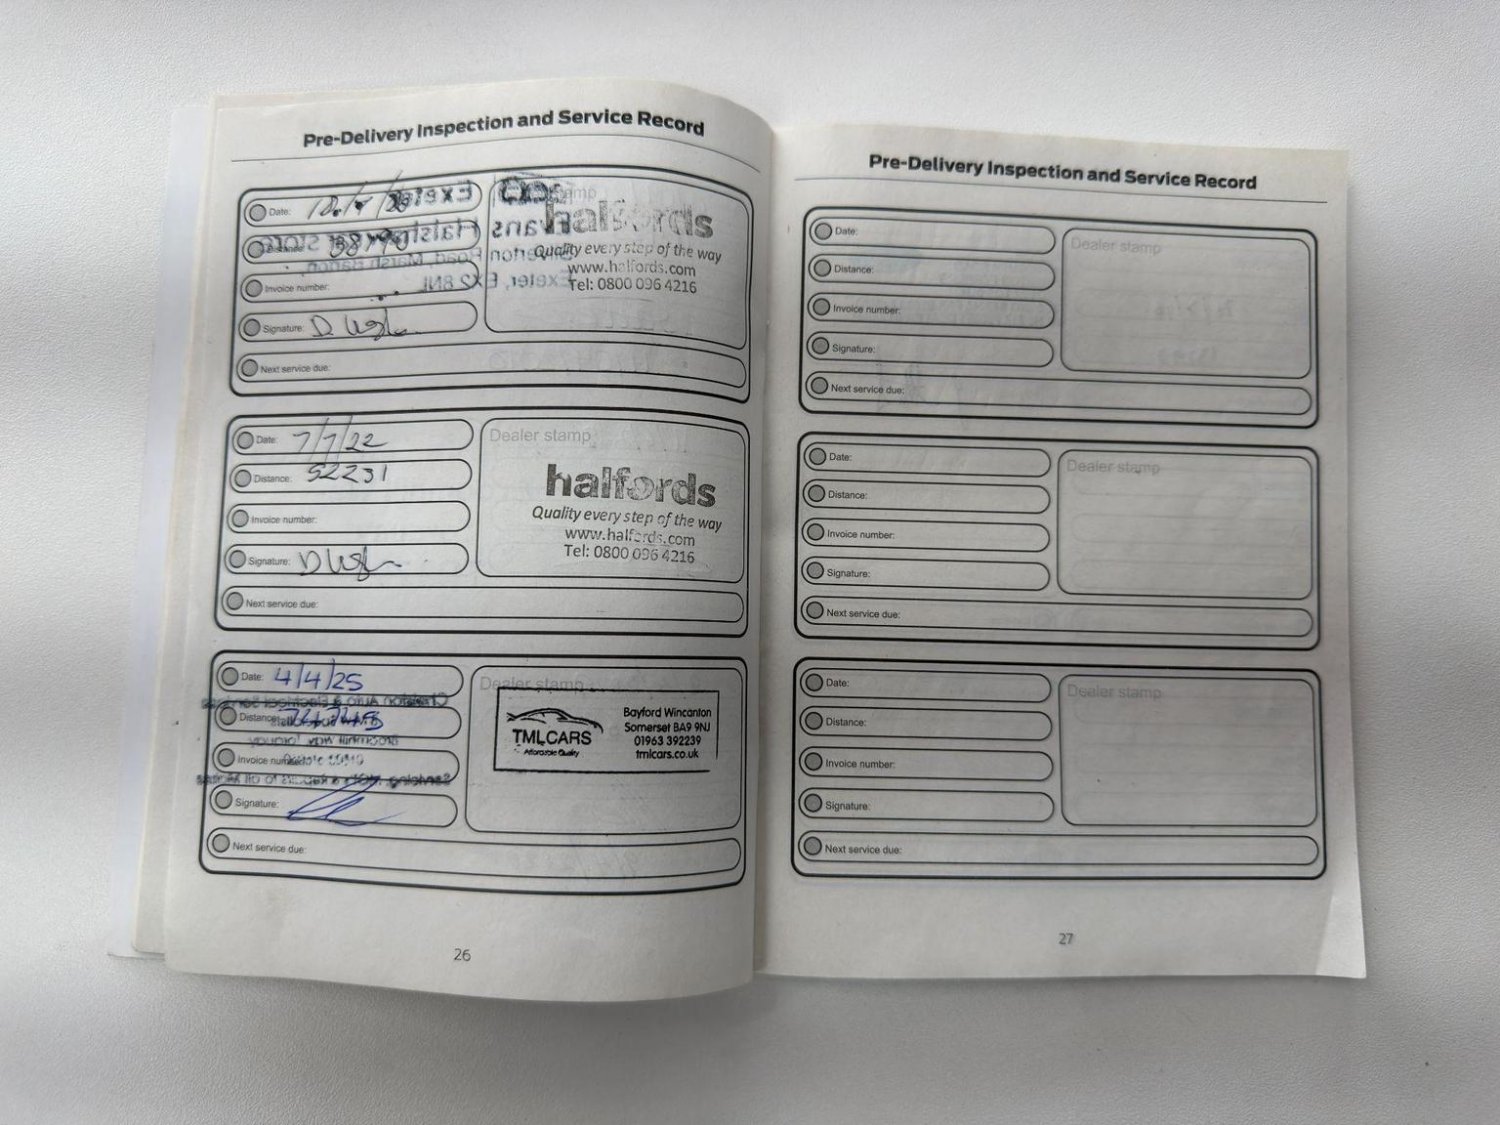 Pre-Delivery Inspection and Service Record
Date:
Distance:
Invoice number:
Signature:
Next service due:
halfords
Quality every step of the way
www.halfords.com
Tel: 0800 096 4216
Date: 7/7/22
Distance: 52231
Invoice number:
Signature:
Next service due:
Dealer stamp
halfords
Quality every step of the way
www.halfords.com
Tel: 0800 096 4216
Date: 4/4/25
Distance:
Invoice number:
Signature:
Next service due:
Dealer stamp
TMLCARS
Affordable Quality
Bayford Wincanton
Somerset BA9 9NJ
01963 392239
tmlcars.co.uk
26
Pre-Delivery Inspection and Service Record
Date:
Distance:
Invoice number:
Signature:
Next service due:
Dealer stamp
Date:
Distance:
Invoice number:
Signature:
Next service due:
Dealer stamp
Date:
Distance:
Invoice number:
Signature:
Next service due:
Dealer stamp
27